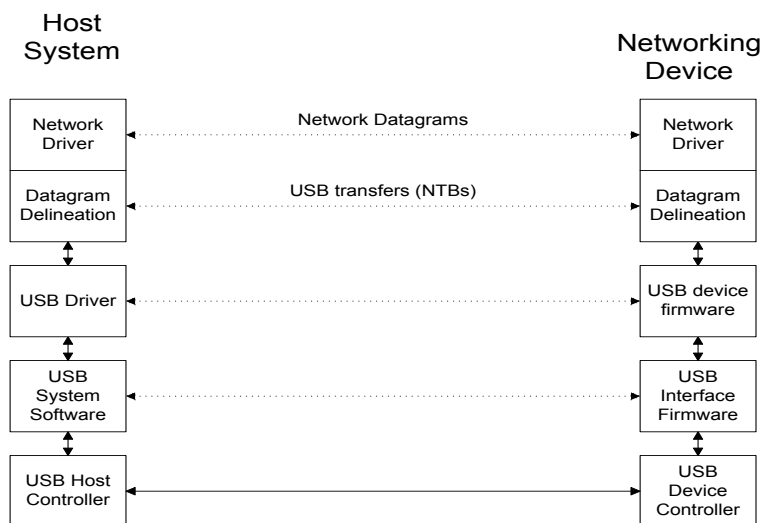 Host
System
Networking
Device
Network
Driver
Network Datagrams
Network
Driver
Datagram
Delineation
USB transfers (NTBs)
Datagram
Delineation
USB Driver
USB device
firmware
USB
System
Software
USB
Interface
Firmware
USB Host
Controller
USB
Device
Controller